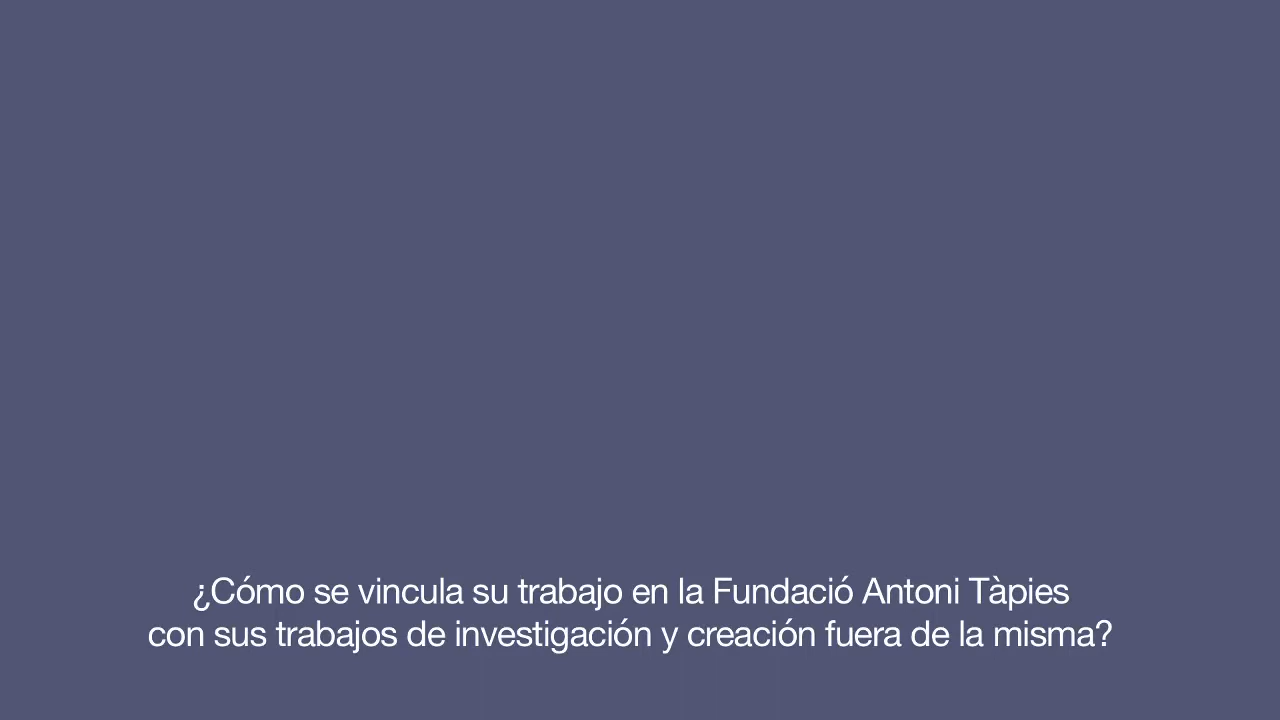 ¿Cómo se vincula su trabajo en la Fundació Antoni Tàpies
con sus trabajos de investigación y creación fuera de la misma?